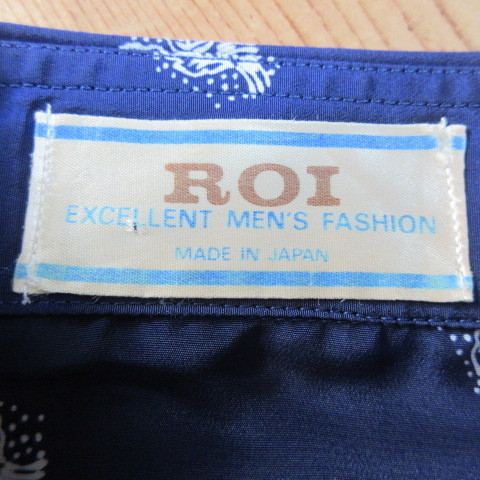 ROI
EXCELLENT MEN'S FASHION
MADE IN JAPAN